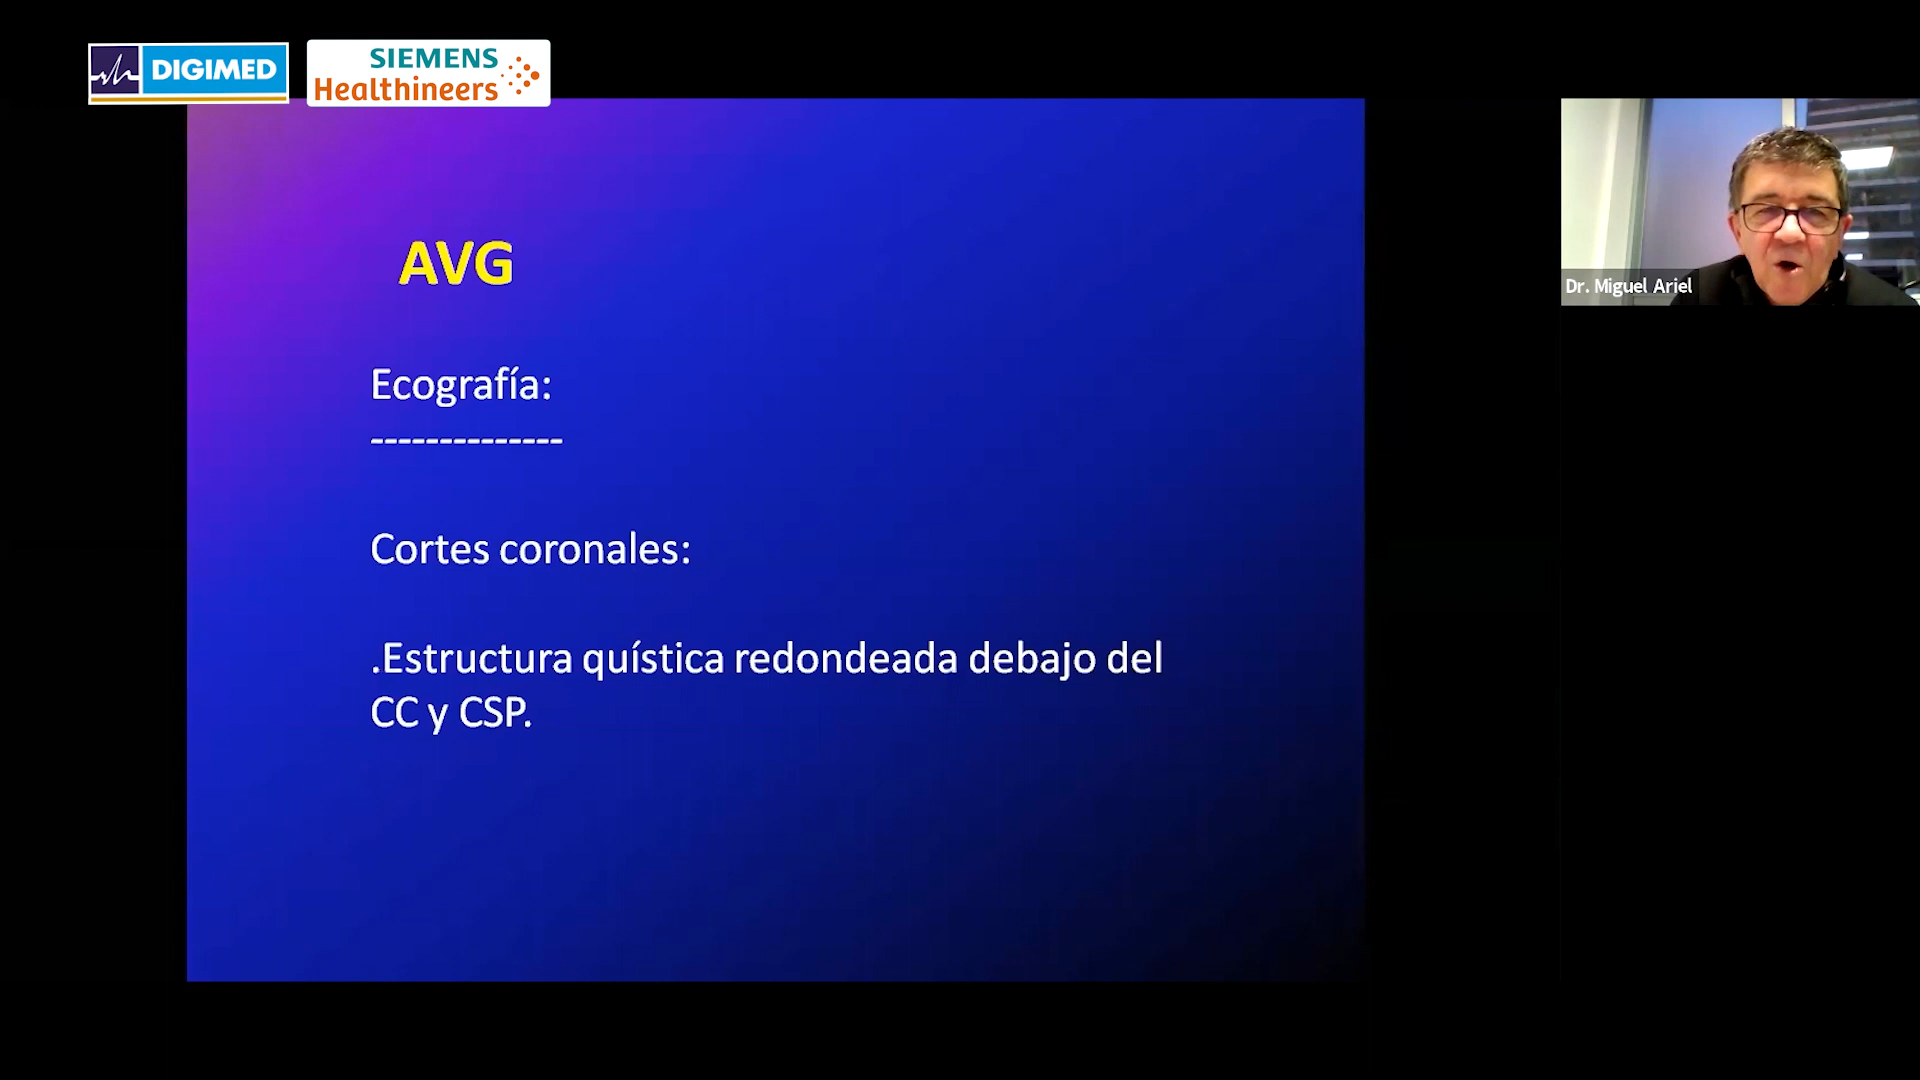 DIGIMED
SIEMENS
Healthineers
AVG
Ecografía:
--------------
Cortes coronales:
.Estructura quística redondeada debajo del
CC y CSP.
Dr. Miguel Ariel